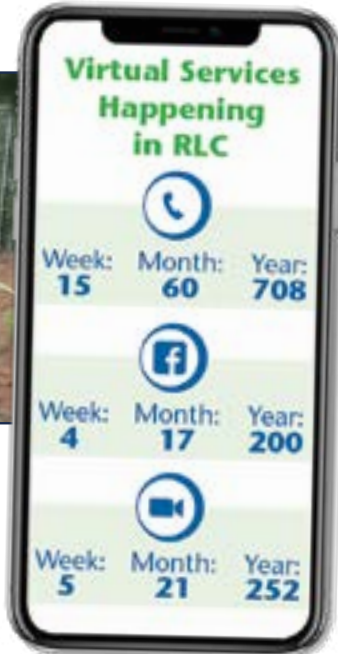 Virtual Services
Happening
in RLC
Week: Month: Year:
15 60 708
f
Week: Month: Year:
4 17 200
Week: Month: Year:
5 21 252